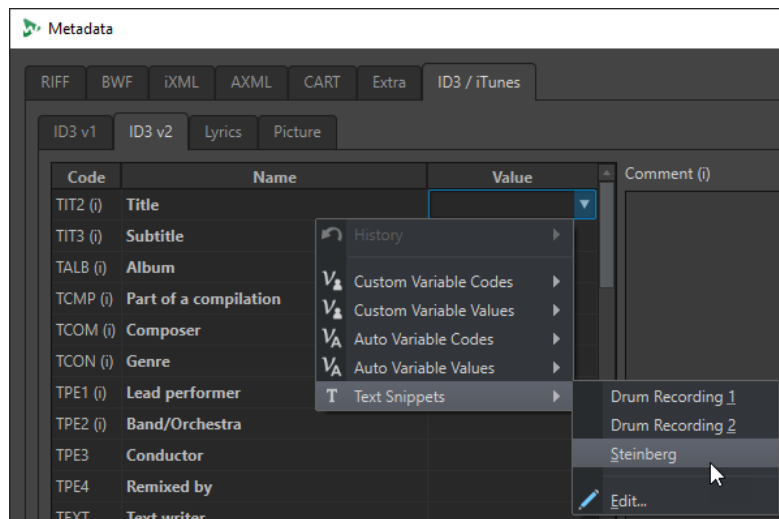 Metadata
RIFF BWF iXML AXML CART Extra ID3 / iTunes
ID3 v1 ID3 v2 Lyrics Picture
Code Name Value Comment (i)
TIT2 (i) Title
TIT3 (i) Subtitle
History
TALB (i) Album
Custom Variable Codes
TCMP (i) Part of a compilation
Custom Variable Values
TCOM (i) Composer
Auto Variable Codes
TCON (i) Genre
Auto Variable Values
TPE1 (i) Lead performer
T Text Snippets
Drum Recording 1
TPE2 (i) Band/Orchestra
Drum Recording 2
TPE3 Conductor
Steinberg
TPE4 Remixed by
Edit...
TEXT Text writer